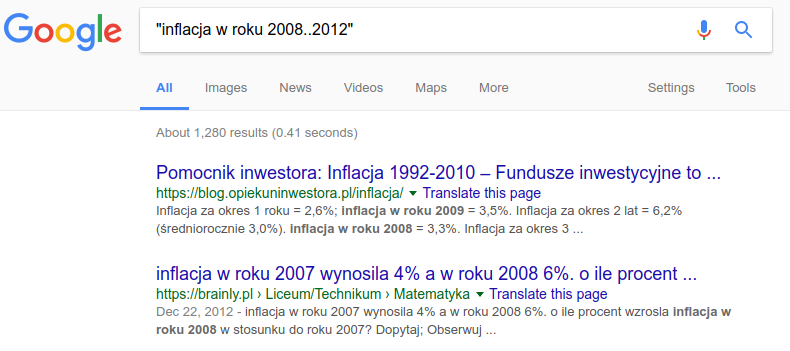 Google
"inflacja w roku 2008..2012"
All Images News Videos Maps More Settings Tools
About 1,280 results (0.41 seconds)
Pomocnik inwestora: Inflacja 1992-2010 – Fundusze inwestycyjne to ...
https://blog.opiekuninwestora.pl/inflacja/ Translate this page
Inflacja za okres 1 roku = 2,6%; inflacja w roku 2009 = 3,5%. Inflacja za okres 2 lat = 6,2%
(średniorocznie 3,0%). inflacja w roku 2008 = 3,3%. Inflacja za okres 3 ...
inflacja w roku 2007 wynosila 4% a w roku 2008 6%. o ile procent ...
https://brainly.pl › Liceum/Technikum › Matematyka Translate this page
Dec 22, 2012 - inflacja w roku 2007 wynosila 4% a w roku 2008 6%. o ile procent wzrosla inflacja w
roku 2008 w stosunku do roku 2007? Dopytaj; Obserwuj ...